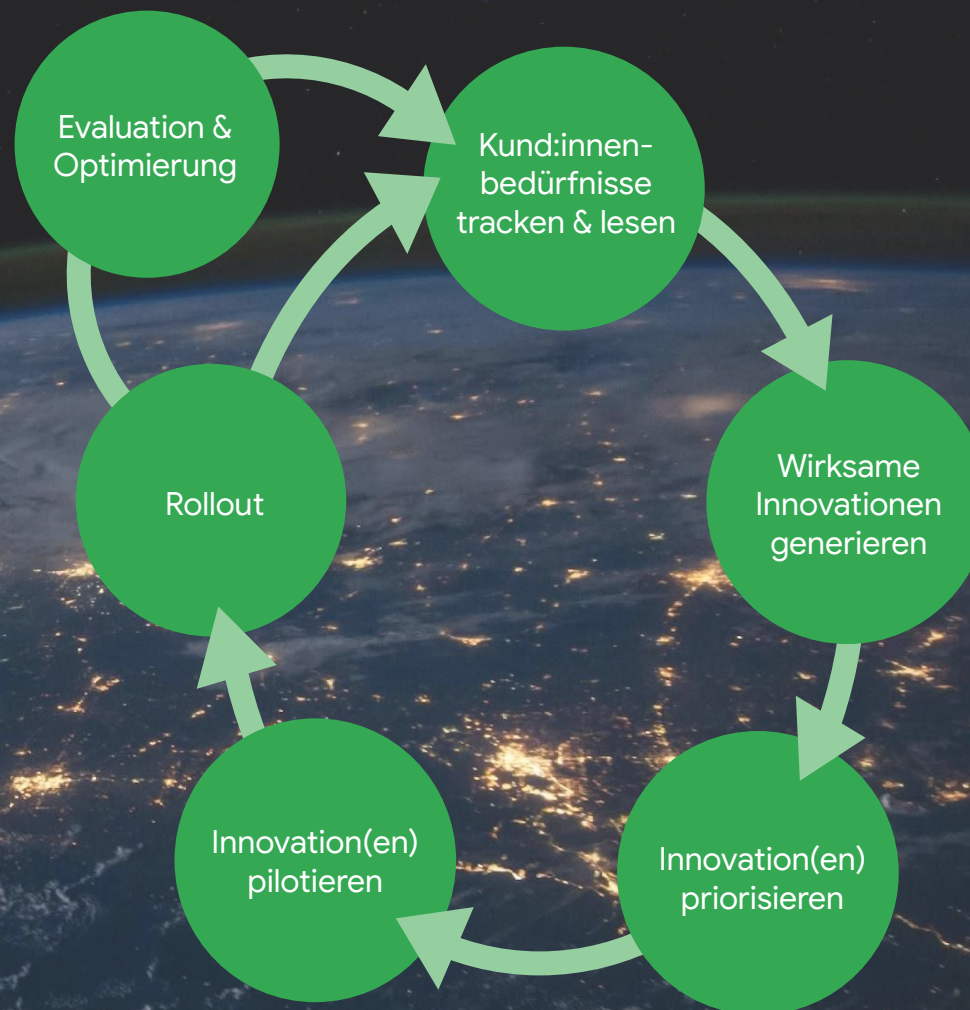 Evaluation &
Optimierung
Kund:innen-
bedürfnisse
tracken & lesen
Wirksame
Innovationen
generieren
Rollout
Innovation(en)
pilotieren
Innovation(en)
priorisieren